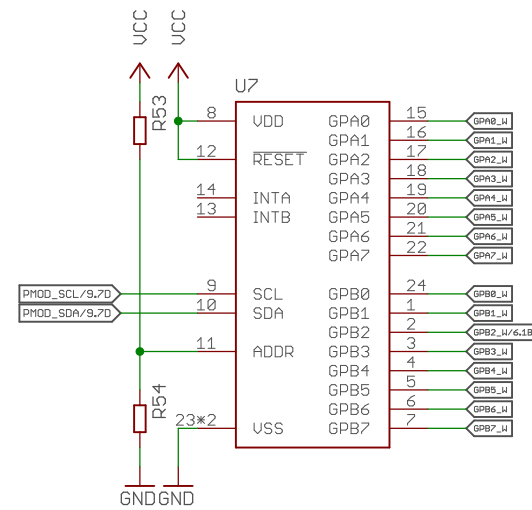 VCC VCC
U7
R53
8 VDD GPA0 15 GPA0_W
GPA1 16 GPA1_W
12 RESET GPA2 17 GPA2_W
GPA3 18 GPA3_W
14 INTA GPA4 19 GPA4_W
13 INTB GPA5 20 GPA5_W
GPA6 21 GPA6_W
GPA7 22 GPA7_W
PMOD_SCL/9.7D 9 SCL GPB0 24 GPB0_W
PMOD_SDA/9.7D 10 SDA GPB1 1 GPB1_W
GPB2 2 GPB2_W/6.1B
11 ADDR GPB3 3 GPB3_W
GPB4 4 GPB4_W
R54
GPB5 5 GPB5_W
GPB6 6 GPB6_W
23*2 VSS GPB7 7 GPB7_W
GND GND